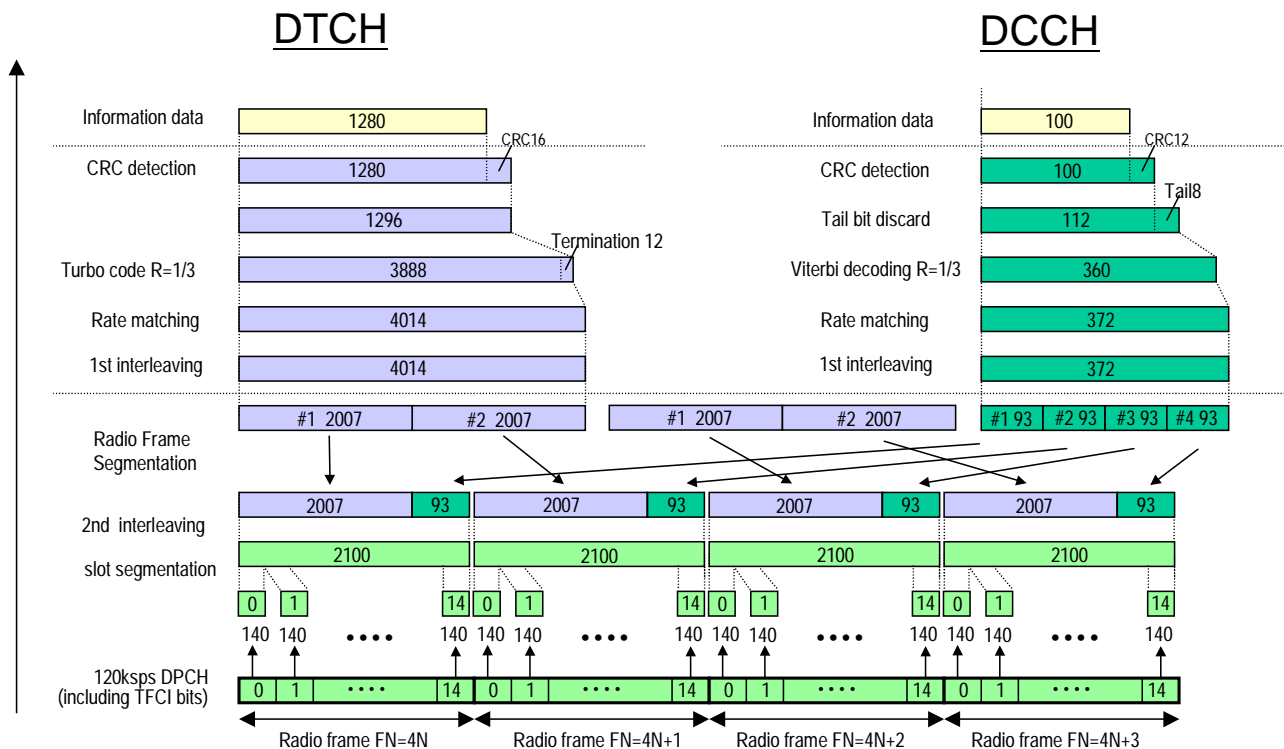 DTCH DCCH
Information data 1280 Information data 100
CRC16 CRC12
CRC detection 1280 CRC detection 100
Tail8
1296 Tail bit discard 112
Termination 12
Turbo code R=1/3 3888 Viterbi decoding R=1/3 360
Rate matching 4014 Rate matching 372
1st interleaving 4014 1st interleaving 372
#1 2007 #2 2007 #1 2007 #2 2007 #1 93 #2 93 #3 93 #4 93
Radio Frame
Segmentation
2007 93 2007 93 2007 93 2007 93
2nd interleaving
2100 2100 2100 2100
slot segmentation
0 1 14 0 1 14 0 1 14 0 1 14
140 140 •••• 140 140 140 •••• 140 140 140 •••• 140 140 140 •••• 140
120ksps DPCH
(including TFCI bits)
0 1 •••• 14 0 1 •••• 14 0 1 •••• 14 0 1 •••• 14
Radio frame FN=4N Radio frame FN=4N+1 Radio frame FN=4N+2 Radio frame FN=4N+3